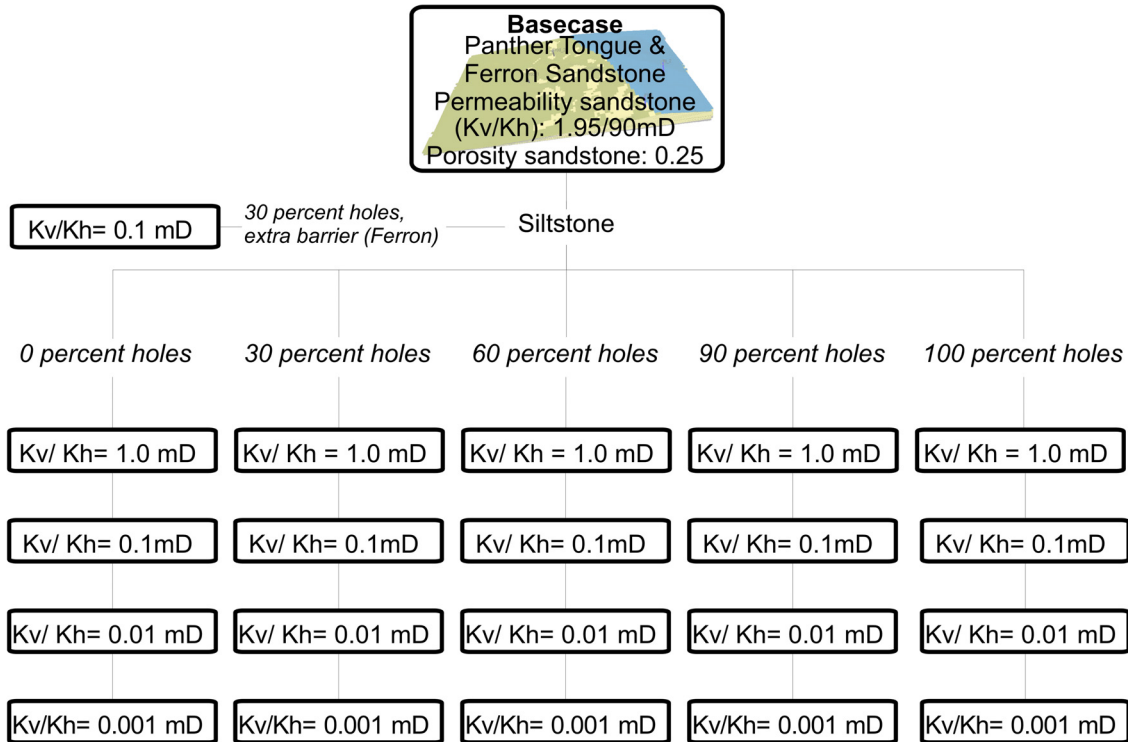 Basecase
Panther Tongue &
Ferron Sandstone
Permeability sandstone
(Kv/Kh): 1.95/90mD
Porosity sandstone: 0.25
Kv/Kh= 0.1 mD
30 percent holes,
extra barrier (Ferron)
Siltstone
0 percent holes
30 percent holes
60 percent holes
90 percent holes
100 percent holes
Kv/ Kh= 1.0 mD
Kv/ Kh = 1.0 mD
Kv/ Kh = 1.0 mD
Kv/ Kh = 1.0 mD
Kv/ Kh = 1.0 mD
Kv/ Kh= 0.1mD
Kv/ Kh= 0.1mD
Kv/ Kh= 0.1mD
Kv/ Kh= 0.1mD
Kv/ Kh= 0.1mD
Kv/ Kh= 0.01 mD
Kv/ Kh= 0.01 mD
Kv/ Kh= 0.01 mD
Kv/ Kh= 0.01 mD
Kv/ Kh= 0.01 mD
Kv/Kh= 0.001 mD
Kv/Kh= 0.001 mD
Kv/Kh= 0.001 mD
Kv/Kh= 0.001 mD
Kv/Kh= 0.001 mD